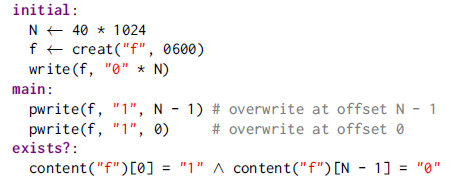 initial:
N ← 40 * 1024
f ← creat("f", 0600)
write(f, "0" * N)
main:
pwrite(f, "1", N - 1) # overwrite at offset N - 1
pwrite(f, "1", 0) # overwrite at offset 0
exists?:
content("f")[0] = "1" ∧ content("f")[N - 1] = "0"